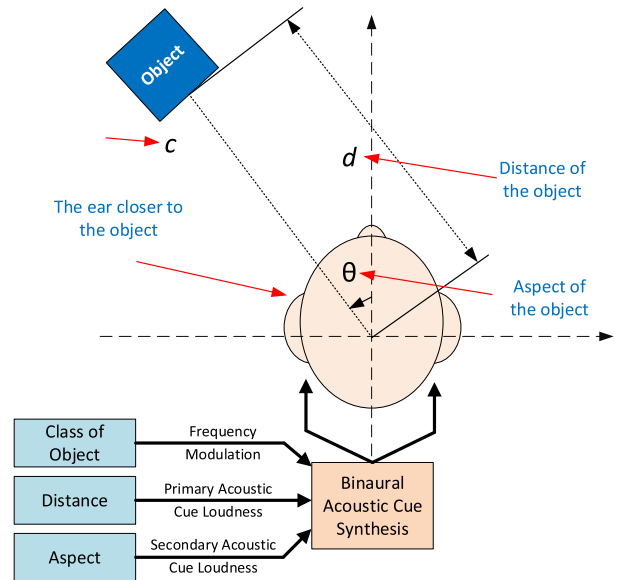 Object
c
d
Distance of
the object
The ear closer to
the object
θ
Aspect of
the object
Class of
Object
Frequency
Modulation
Distance
Primary Acoustic
Cue Loudness
Aspect
Secondary Acoustic
Cue Loudness
Binaural
Acoustic Cue
Synthesis